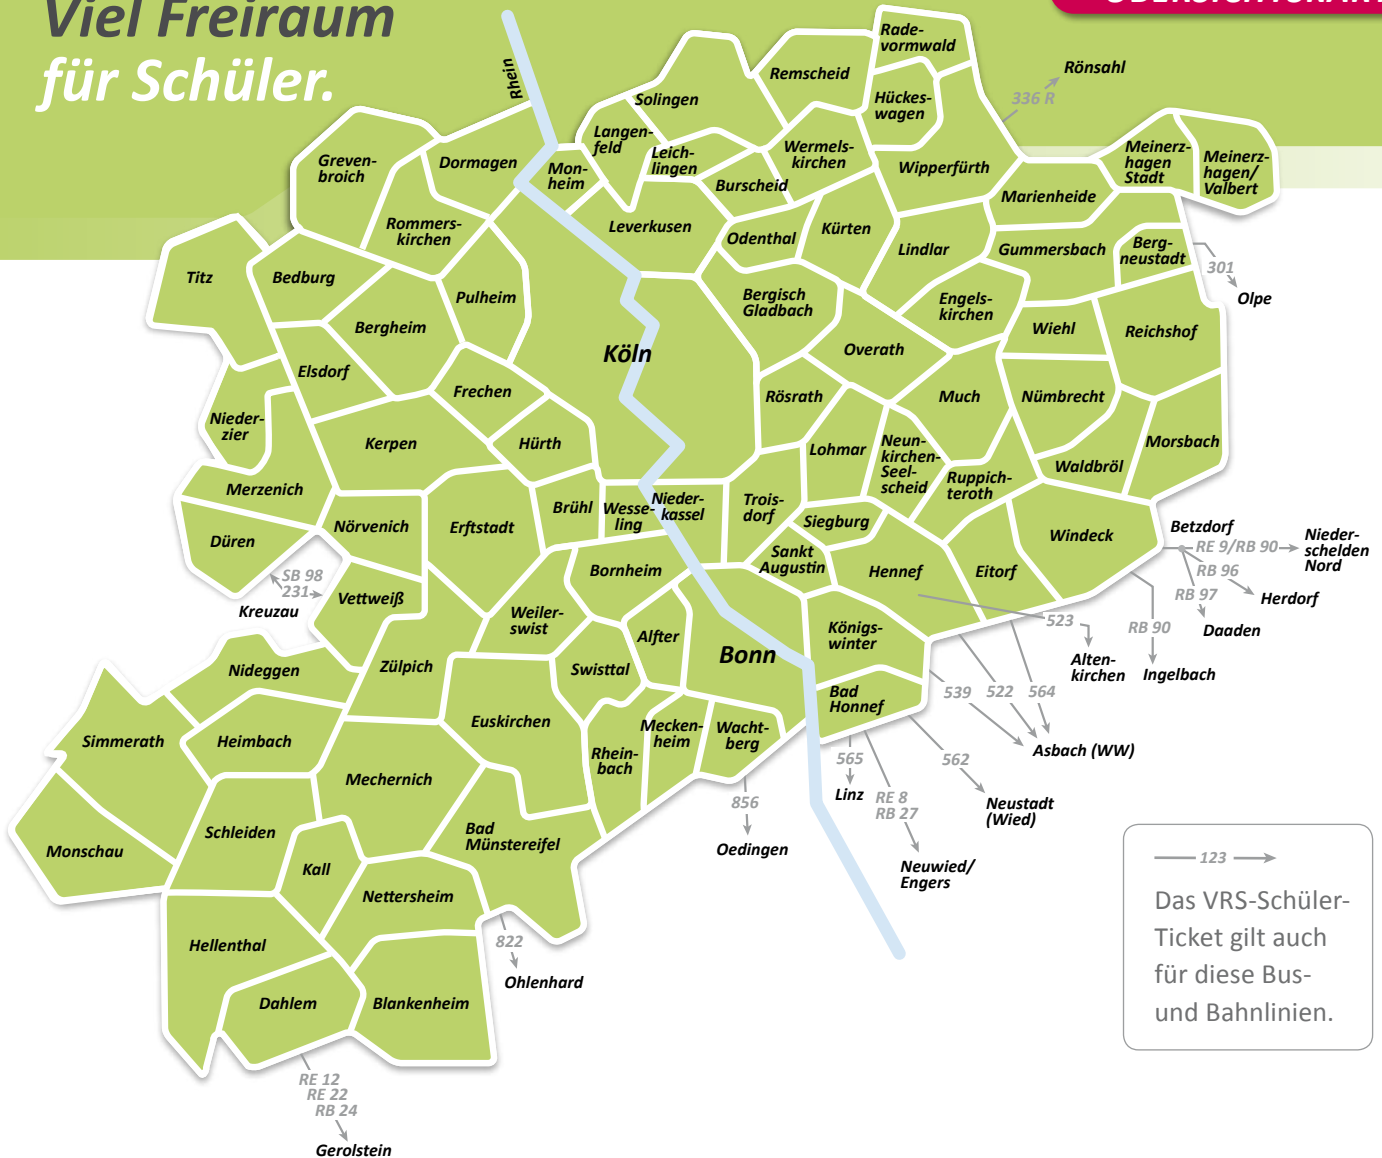 Viel Freiraum
für Schüler.
ÜBERSICHTSKART
Rhein
Rade-
vormwald
Remscheid
Rönsahl
336 R
Solingen
Hückes-
wagen
Langen-
feld
Leich-
lingen
Wermels-
kirchen
Wipperfürth
Meinerz-
hagen
Stadt
Meinerz-
hagen/
Valbert
Greven-
broich
Dormagen
Mon-
heim
Burscheid
Marienheide
Rommers-
kirchen
Leverkusen
Odenthal
Kürten
Lindlar
Gummersbach
Berg-
neustadt
301
Olpe
Titz
Bedburg
Pulheim
Bergheim
Bergisch
Gladbach
Engels-
kirchen
Wiehl
Reichshof
Köln
Overath
Elsdorf
Frechen
Rösrath
Much
Nümbrecht
Nieder-
zier
Kerpen
Hürth
Lohmar
Neun-
kirchen-
Seel-
scheid
Ruppich-
teroth
Waldbröl
Morsbach
Merzenich
Düren
Nörvenich
Erftstadt
Brühl
Wesse-
ling
Nieder-
kassel
Trois-
dorf
Siegburg
Sankt
Augustin
Hennef
Eitorf
Windeck
Betzdorf
RE 9/RB 90
Nieder-
schelden
Nord
RB 96
Herdorf
RB 97
Daaden
RB 90
Ingelbach
SB 98
231
Kreuzau
Vettweiß
Bornheim
Weiler-
swist
Alfter
Königs-
winter
523
Alten-
kirchen
Nideggen
Zülpich
Swisttal
Bonn
Bad
Honnef
539
522
564
Asbach (WW)
Simmerath
Heimbach
Euskirchen
Rhein-
bach
Mecken-
heim
Wacht-
berg
562
Neustadt
(Wied)
565
Linz
RE 8
RB 27
Neuwied/
Engers
856
Oedingen
Mechernich
Monschau
Schleiden
Kall
Bad
Münstereifel
Nettersheim
Hellenthal
822
Ohlenhard
Dahlem
Blankenheim
RE 12
RE 22
RB 24
Gerolstein
123
Das VRS-Schüler-
Ticket gilt auch
für diese Bus-
und Bahnlinien.